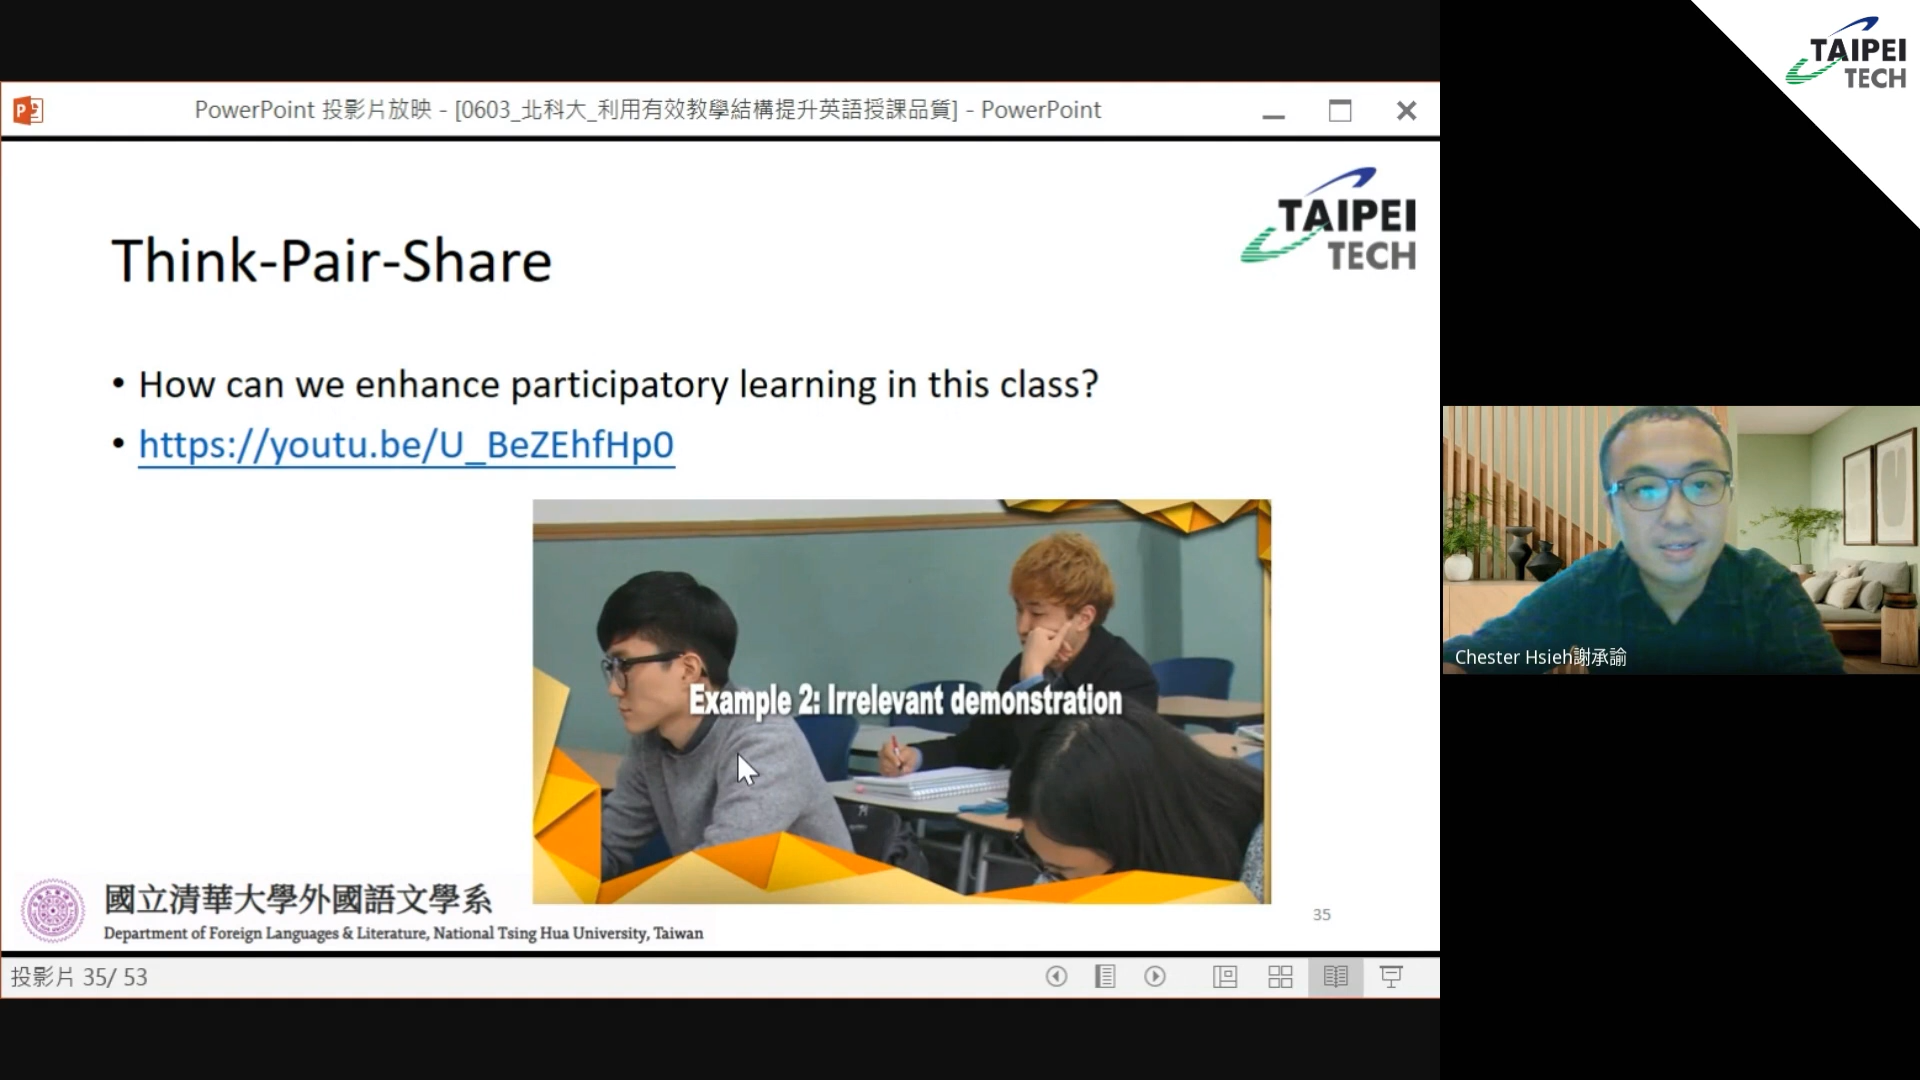 PowerPoint 投影片放映 - [0603_北科大_利用有效教學結構提升英語授課品質] - PowerPoint
TAIPEI
TECH
TAIPEI
TECH
Think-Pair-Share
• How can we enhance participatory learning in this class?
• https://youtu.be/U_BeZEhfHp0
Example 2: Irrelevant demonstration
Chester Hsieh謝承諭
國立清華大學外國語文學系
Department of Foreign Languages & Literature, National Tsing Hua University, Taiwan
35
投影片 35/ 53